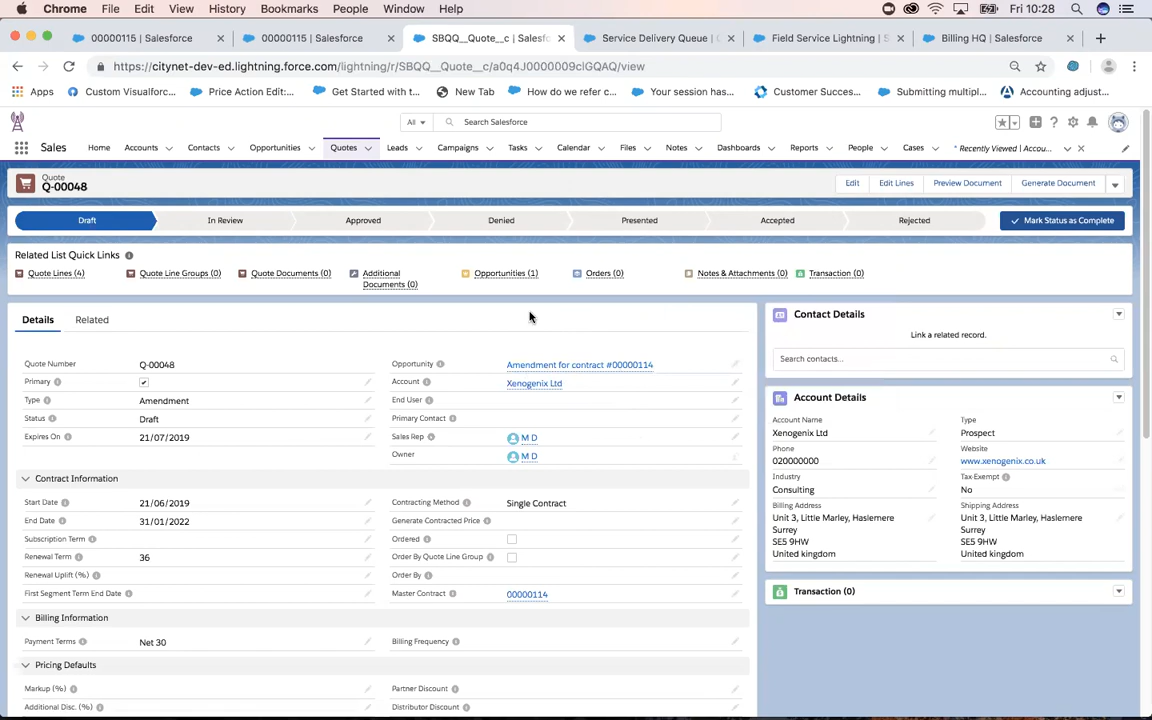 Chrome File Edit View History Bookmarks People Window Help Fri 10:28
00000115 | Salesforce 00000115 | Salesforce SBQQ__Quote__c | Salesf Service Delivery Queue | Field Service Lightning | S Billing HQ | Salesforce
https://citynet-dev-ed.lightning.force.com/lightning/r/SBQQ__Quote__c/a0q4J0000009clGQAQ/view
Apps Custom Visualforc... Price Action Edit:... Get Started with t... New Tab How do we refer c... Your session has... Customer Succes... Submitting multipl... Accounting adjust...
All Search Salesforce
Sales Home Accounts Contacts Opportunities Quotes Leads Campaigns Tasks Calendar Files Notes Dashboards Reports People Cases * Recently Viewed | Accou...
Quote
Q-00048
Edit Edit Lines Preview Document Generate Document
Draft In Review Approved Denied Presented Accepted Rejected Mark Status as Complete
Related List Quick Links
Quote Lines (4) Quote Line Groups (0) Quote Documents (0) Additional Documents (0) Opportunities (1) Orders (0) Notes & Attachments (0) Transaction (0)
Details Related
Quote Number Q-00048 Opportunity Amendment for contract #00000114
Primary Account Xenogenix Ltd
Type Amendment End User
Status Draft Primary Contact
Expires On 21/07/2019 Sales Rep M D
Owner M D
Contract Information
Start Date 21/06/2019 Contracting Method Single Contract
End Date 31/01/2022 Generate Contracted Price
Subscription Term Ordered
Renewal Term 36 Order By Quote Line Group
Renewal Uplift (%) Order By
First Segment Term End Date Master Contract 00000114
Billing Information
Payment Terms Net 30 Billing Frequency
Pricing Defaults
Markup (%) Partner Discount
Additional Disc. (%) Distributor Discount
Contact Details
Link a related record.
Search contacts...
Account Details
Account Name Type
Xenogenix Ltd Prospect
Phone Website
020000000 www.xenogenix.co.uk
Industry Tax Exempt
Consulting No
Billing Address Shipping Address
Unit 3, Little Marley, Haslemere Unit 3, Little Marley, Haslemere
Surrey Surrey
SE5 9HW SE5 9HW
United kingdom United kingdom
Transaction (0)